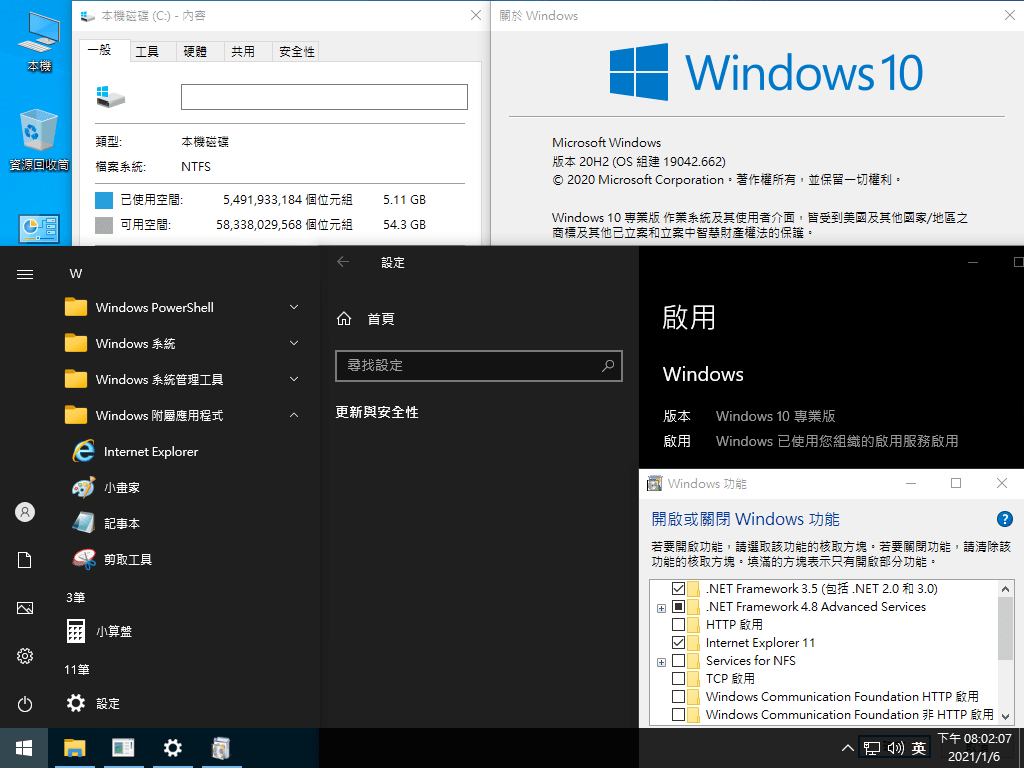 本機
資源回收筒
本機磁碟 (C:) - 內容
一般
工具
硬體
共用
安全性
類型:
本機磁碟
檔案系統:
NTFS
已使用空間:
5,491,933,184 個位元組
5.11 GB
可用空間:
58,338,029,568 個位元組
54.3 GB
關於 Windows
Windows 10
Microsoft Windows
版本 20H2 (OS 組建 19042.662)
© 2020 Microsoft Corporation。著作權所有，並保留一切權利。
Windows 10 專業版 作業系統及其使用者介面，皆受到美國及其他國家/地區之
商標及其他已立案和立案中智慧財產權法的保護。
W
Windows PowerShell
Windows 系統
Windows 系統管理工具
Windows 附屬應用程式
Internet Explorer
小畫家
記事本
剪取工具
3筆
小算盤
11筆
設定
設定
首頁
尋找設定
更新與安全性
啟用
Windows
版本
Windows 10 專業版
啟用
Windows 已使用您組織的啟用服務啟用
Windows 功能
開啟或關閉 Windows 功能
若要開啟功能，請選取該功能的核取方塊。若要關閉功能，請清除該
功能的核取方塊。填滿的方塊表示只有開啟部分功能。
.NET Framework 3.5 (包括 .NET 2.0 和 3.0)
.NET Framework 4.8 Advanced Services
HTTP 啟用
Internet Explorer 11
Services for NFS
TCP 啟用
Windows Communication Foundation HTTP 啟用
Windows Communication Foundation 非 HTTP 啟用
英
下午 08:02:07
2021/1/6